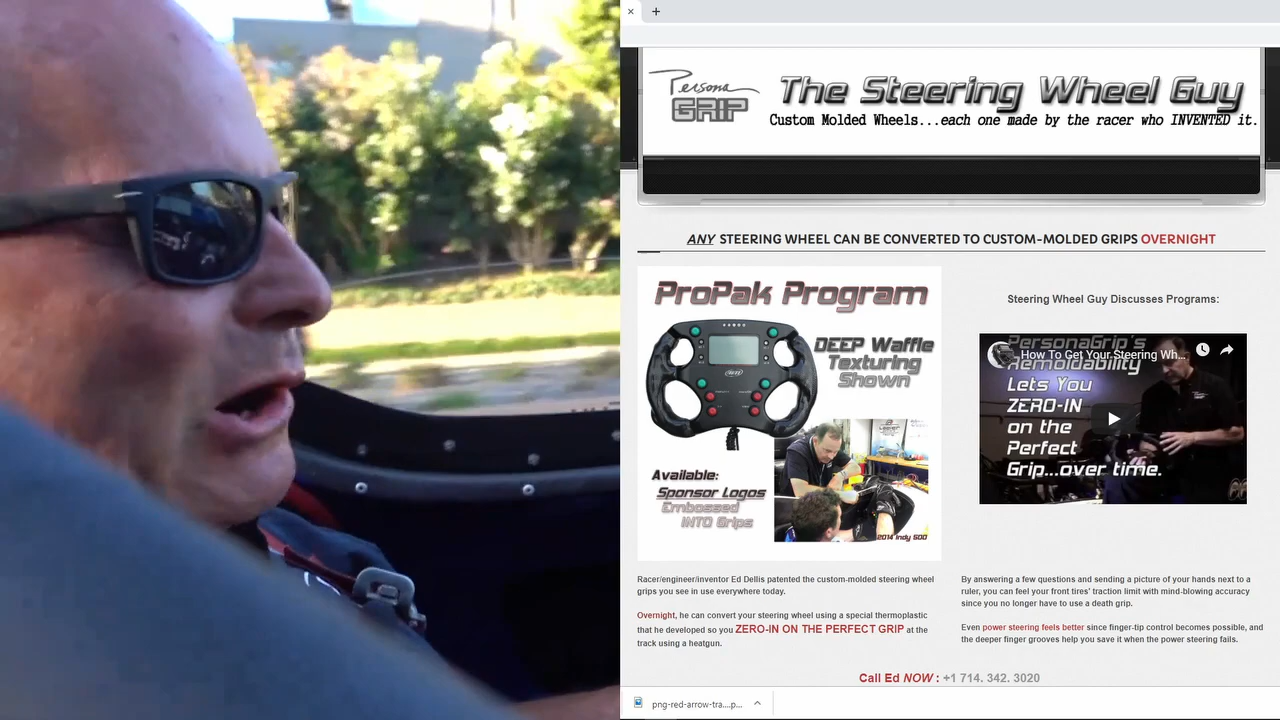 Persona
GRIP
The Steering Wheel Guy
Custom Molded Wheels...each one made by the racer who INVENTED it.
ANY STEERING WHEEL CAN BE CONVERTED TO CUSTOM-MOLDED GRIPS OVERNIGHT
ProPak Program
DEEP Waffle
Texturing
Shown
Available:
Sponsor Logos
Embossed
INTO Grips
2014 Indy 500
Steering Wheel Guy Discusses Programs:
PersonaGrip's
How To Get Your Steering Wh...
Remoldability
Lets You
ZERO-IN
on the
Perfect
Grip...over time.
Racer/engineer/inventor Ed Dellis patented the custom-molded steering wheel
grips you see in use everywhere today.
Overnight, he can convert your steering wheel using a special thermoplastic
that he developed so you ZERO-IN ON THE PERFECT GRIP at the
track using a heatgun.
By answering a few questions and sending a picture of your hands next to a
ruler, you can feel your front tires' traction limit with mind-blowing accuracy
since you no longer have to use a death grip.
Even power steering feels better since finger-tip control becomes possible, and
the deeper finger grooves help you save it when the power steering fails.
Call Ed NOW : +1 714. 342. 3020
png-red-arrow-tra....p...